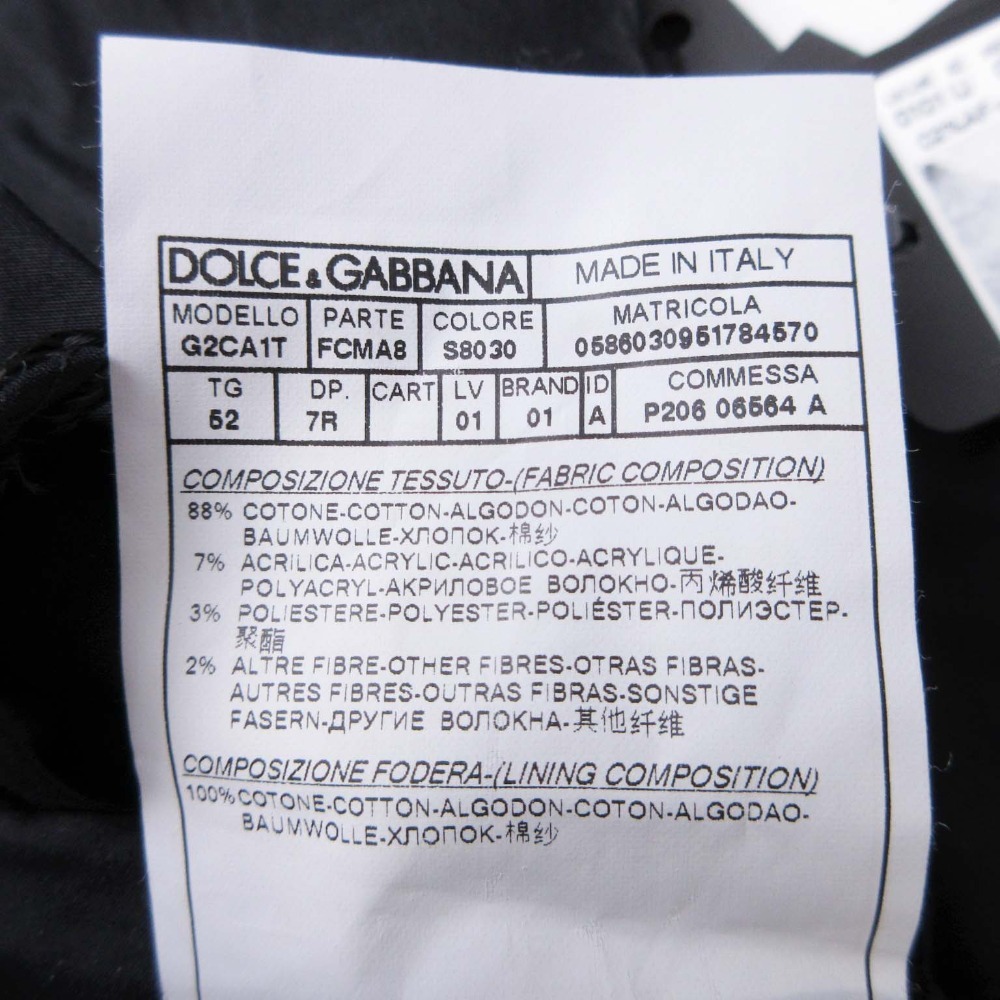 DOLCE & GABBANA MADE IN ITALY
MODELLO PARTE COLORE MATRICOLA
G2CA1T FCMA8 S8030 0586030951784570
TG DP. CART LV BRAND ID COMMESSA
52 7R 01 01 A P206 06564 A
COMPOSIZIONE TESSUTO-(FABRIC COMPOSITION)
88% COTONE-COTTON-ALGODON-COTON-ALGODAO-
BAUMWOLLE-ХЛОПОК-棉纱
7% ACRILICA-ACRYLIC-ACRILICO-ACRYLIQUE-
POLYACRYL-АКРИЛОВОЕ ВОЛОКНО-丙烯酸纤维
3% POLIESTERE-POLYESTER-POLIÉSTER-ПОЛИЭСТЕР-
聚酯
2% ALTRE FIBRE-OTHER FIBRES-OTRAS FIBRAS-
AUTRES FIBRES-OUTRAS FIBRAS-SONSTIGE
FASERN-ДРУГИЕ ВОЛОКНА-其他纤维
COMPOSIZIONE FODERA-(LINING COMPOSITION)
100% COTONE-COTTON-ALGODON-COTON-ALGODAO-
BAUMWOLLE-ХЛОПОК-棉纱